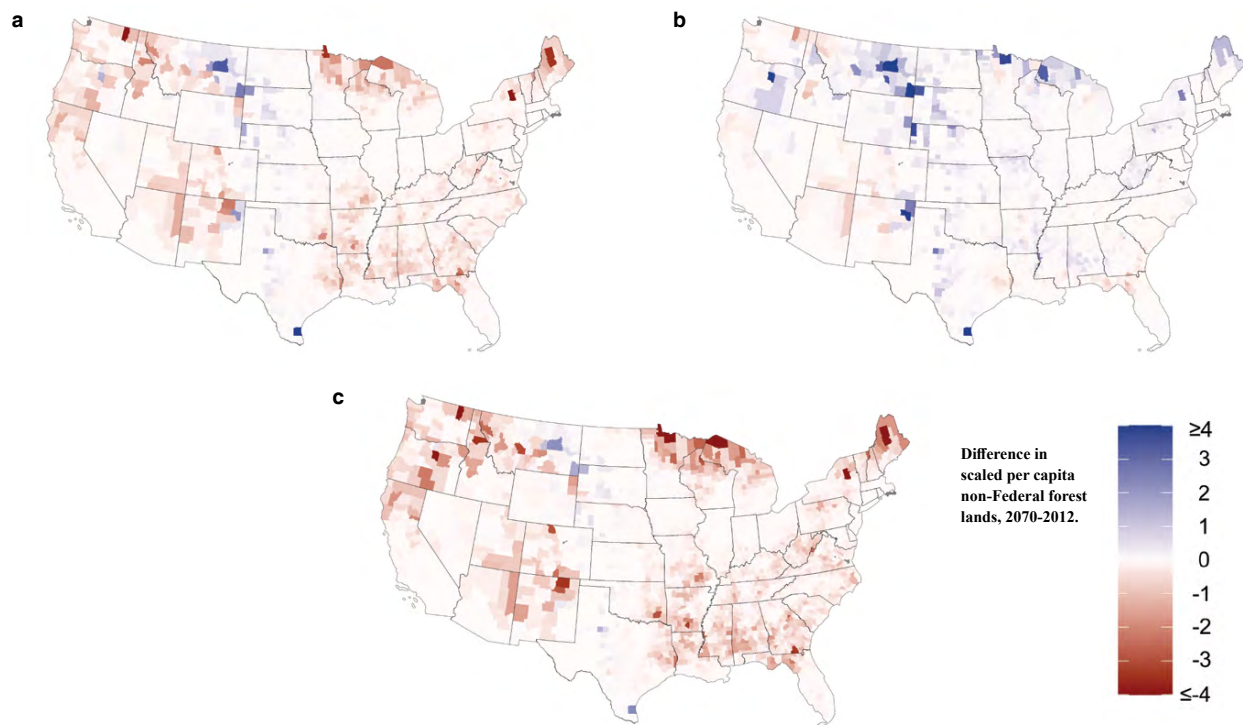 a
b
c
Difference in
scaled per capita
non-Federal forest
lands, 2070-2012.
≥4
3
2
1
0
-1
-2
-3
≤-4